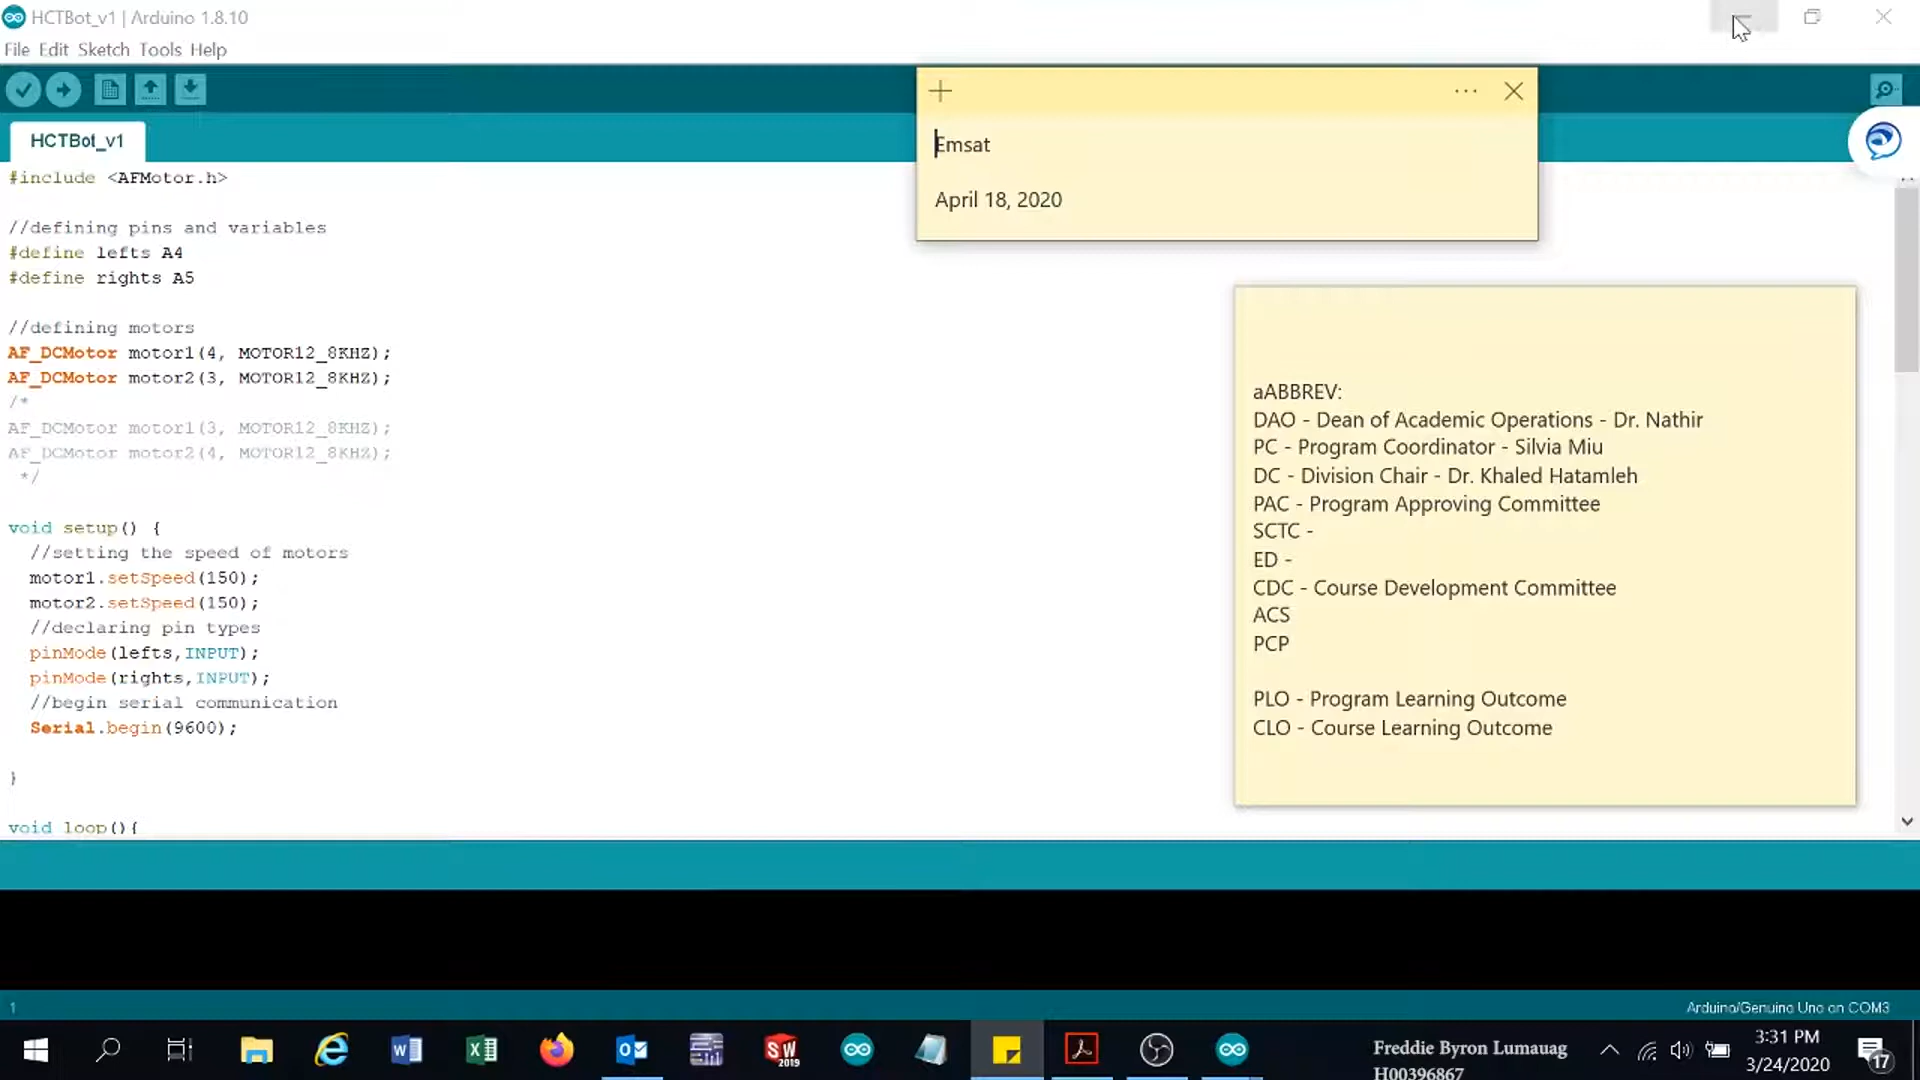 HCTBot_v1 | Arduino 1.8.10
File Edit Sketch Tools Help
HCTBot_v1
#include <AFMotor.h>
//defining pins and variables
#define lefts A4
#define rights A5
//defining motors
AF_DCMotor motor1(4, MOTOR12_8KHZ);
AF_DCMotor motor2(3, MOTOR12_8KHZ);
/*
AF_DCMotor motor1(3, MOTOR12_8KHZ);
AF_DCMotor motor2(4, MOTOR12_8KHZ);
*/
void setup() {
//setting the speed of motors
motor1.setSpeed(150);
motor2.setSpeed(150);
//declaring pin types
pinMode(lefts,INPUT);
pinMode(rights,INPUT);
//begin serial communication
Serial.begin(9600);
}
void loop(){
Emsat
April 18, 2020
aABBREV:
DAO - Dean of Academic Operations - Dr. Nathir
PC - Program Coordinator - Silvia Miu
DC - Division Chair - Dr. Khaled Hatamleh
PAC - Program Approving Committee
SCTC -
ED -
CDC - Course Development Committee
ACS
PCP
PLO - Program Learning Outcome
CLO - Course Learning Outcome
1
Arduino/Genuino Uno on COM3
SW
2019
Freddie Byron Lumauag
H00396867
3:31 PM
3/24/2020
17